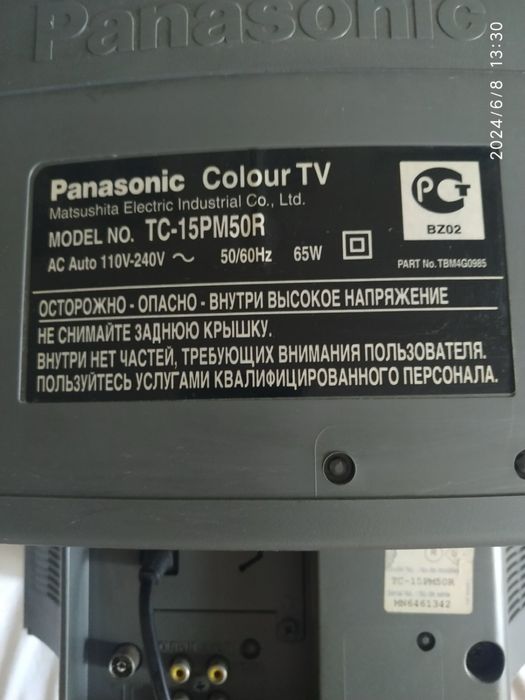 Panasonic
2024/6/8 13:30
Panasonic Colour TV
Matsushita Electric Industrial Co., Ltd.
MODEL NO. TC-15PM50R
AC Auto 110V-240V ~ 50/60Hz 65W
РСТ
BZ02
PART No. TBM4G0985
ОСТОРОЖНО - ОПАСНО - ВНУТРИ ВЫСОКОЕ НАПРЯЖЕНИЕ
НЕ СНИМАЙТЕ ЗАДНЮЮ КРЫШКУ.
ВНУТРИ НЕТ ЧАСТЕЙ, ТРЕБУЮЩИХ ВНИМАНИЯ ПОЛЬЗОВАТЕЛЯ.
ПОЛЬЗУЙТЕСЬ УСЛУГАМИ КВАЛИФИЦИРОВАННОГО ПЕРСОНАЛА.
TC-15PM50R
MN6461342